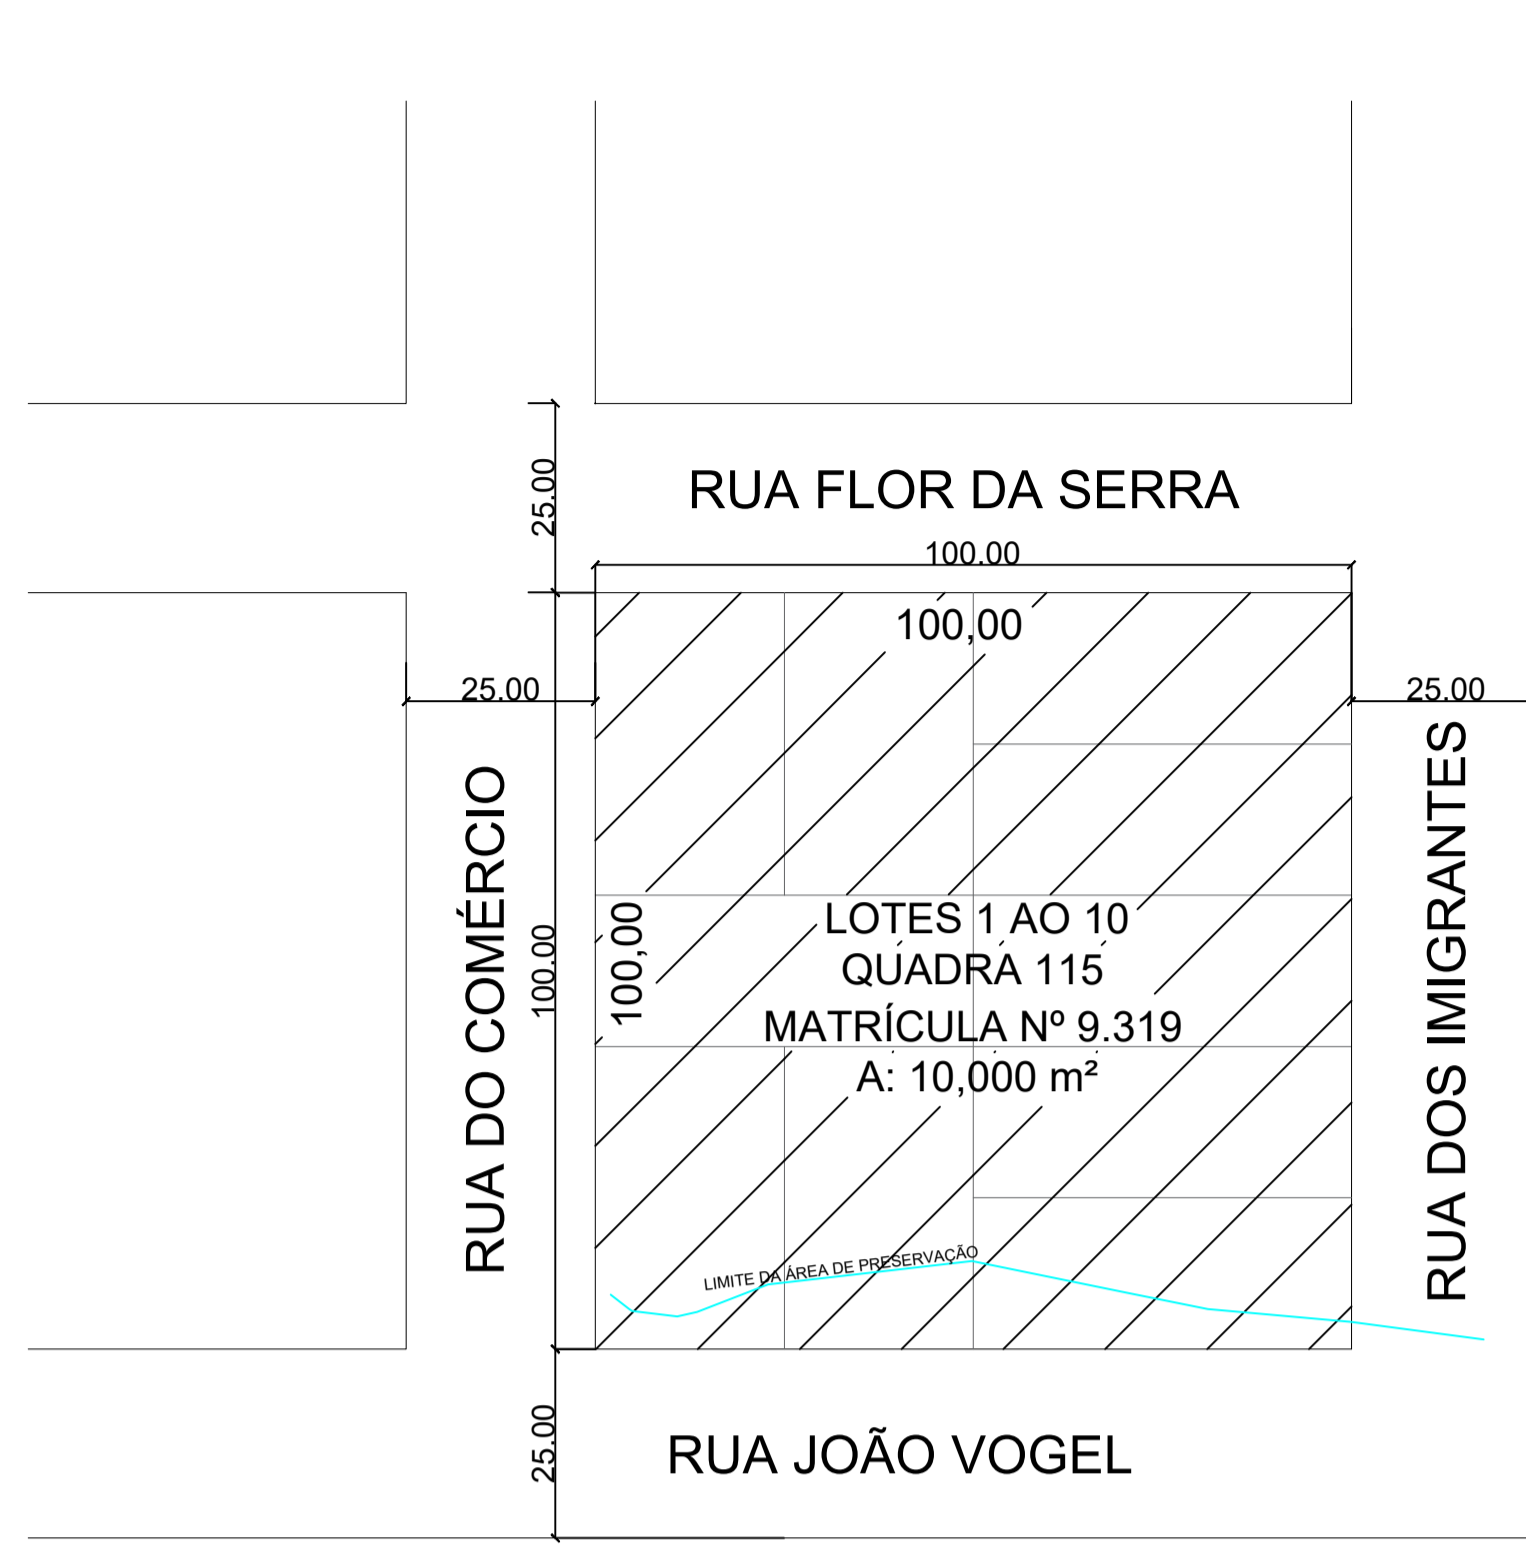 RUA FLOR DA SERRA
25.00
100.00
100,00
25.00
25.00
RUA DO COMÉRCIO
100.00
100,00
LOTES 1 AO 10
QUADRA 115
MATRÍCULA Nº 9.319
A: 10,000 m²
RUA DOS IMIGRANTES
LIMITE DA ÁREA DE PRESERVAÇÃO
25.00
RUA JOÃO VOGEL